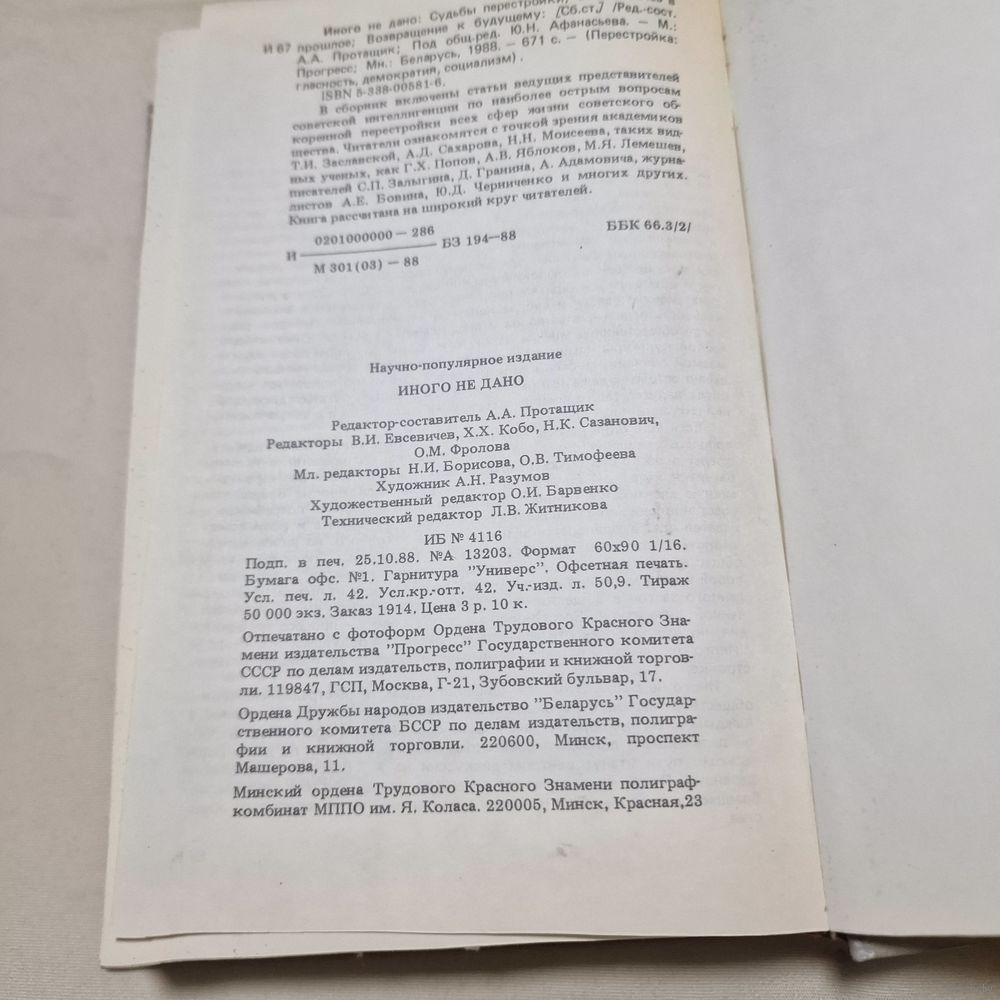 Иного не дано: Судьбы перестройки;
И 67 прошлое; Возвращение к будущему: [Сб.ст.] /Ред.-сост.
А.А. Протащик; Под общ.ред. Ю.Н. Афанасьева. — М.:
Прогресс; Мн.: Беларусь, 1988. — 671 с. — (Перестройка:
гласность, демократия, социализм).
ISBN 5-338-00581-6.
В сборник включены статьи ведущих представителей
советской интеллигенции по наиболее острым вопросам
коренной перестройки всех сфер жизни советского об-
щества. Читатели ознакомятся с точкой зрения академиков
Т.И. Заславской, А.Д. Сахарова, Н.Н. Моисеева, таких вид-
ных ученых, как Г.Х. Попов, А.В. Яблоков, М.Я. Лемешев,
писателей С.П. Залыгина, Д. Гранина, А. Адамовича, журна-
листов А.Е. Бовина, Ю.Д. Черниченко и многих других.
Книга рассчитана на широкий круг читателей.
И 0201000000 — 286 БЗ 194—88 ББК 66.3/2/
М 301(03) — 88
Научно-популярное издание
ИНОГО НЕ ДАНО
Редактор-составитель А.А. Протащик
Редакторы В.И. Евсевичев, Х.Х. Кобо, Н.К. Сазанович,
О.М. Фролова
Мл. редакторы Н.И. Борисова, О.В. Тимофеева
Художник А.Н. Разумов
Художественный редактор О.И. Барвенко
Технический редактор Л.В. Житникова
ИБ № 4116
Подп. в печ. 25.10.88. №А 13203. Формат 60х90 1/16.
Бумага офс. №1. Гарнитура "Универс". Офсетная печать.
Усл. печ. л. 42. Усл.кр.-отт. 42. Уч.-изд. л. 50,9. Тираж
50 000 экз. Заказ 1914. Цена 3 р. 10 к.
Отпечатано с фотоформ Ордена Трудового Красного Зна-
мени издательства "Прогресс" Государственного комитета
СССР по делам издательств, полиграфии и книжной торгов-
ли. 119847, ГСП, Москва, Г-21, Зубовский бульвар, 17.
Ордена Дружбы народов издательство "Беларусь" Государ-
ственного комитета БССР по делам издательств, полигра-
фии и книжной торговли. 220600, Минск, проспект
Машерова, 11.
Минский ордена Трудового Красного Знамени полиграф-
комбинат МППО им. Я. Коласа. 220005, Минск, Красная,23